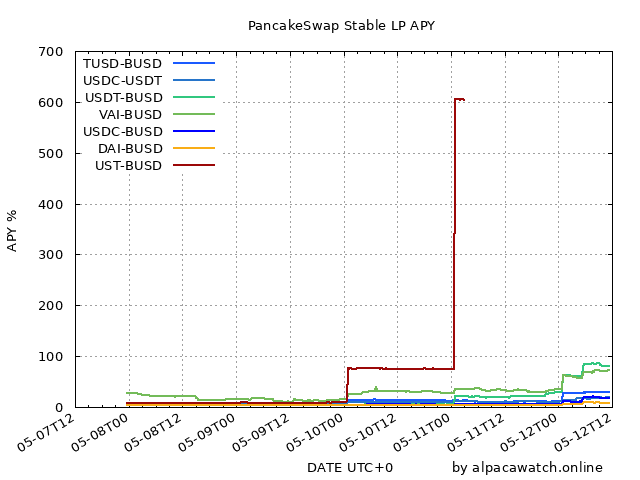 PancakeSwap Stable LP APY
700
600
500
400
300
200
100
0
APY %
TUSD-BUSD
USDC-USDT
USDT-BUSD
VAI-BUSD
USDC-BUSD
DAI-BUSD
UST-BUSD
05-07T12
05-08T00
05-08T12
05-09T00
05-09T12
05-10T00
05-10T12
05-11T00
05-11T12
05-12T00
05-12T12
DATE UTC+0
by alpacawatch.online